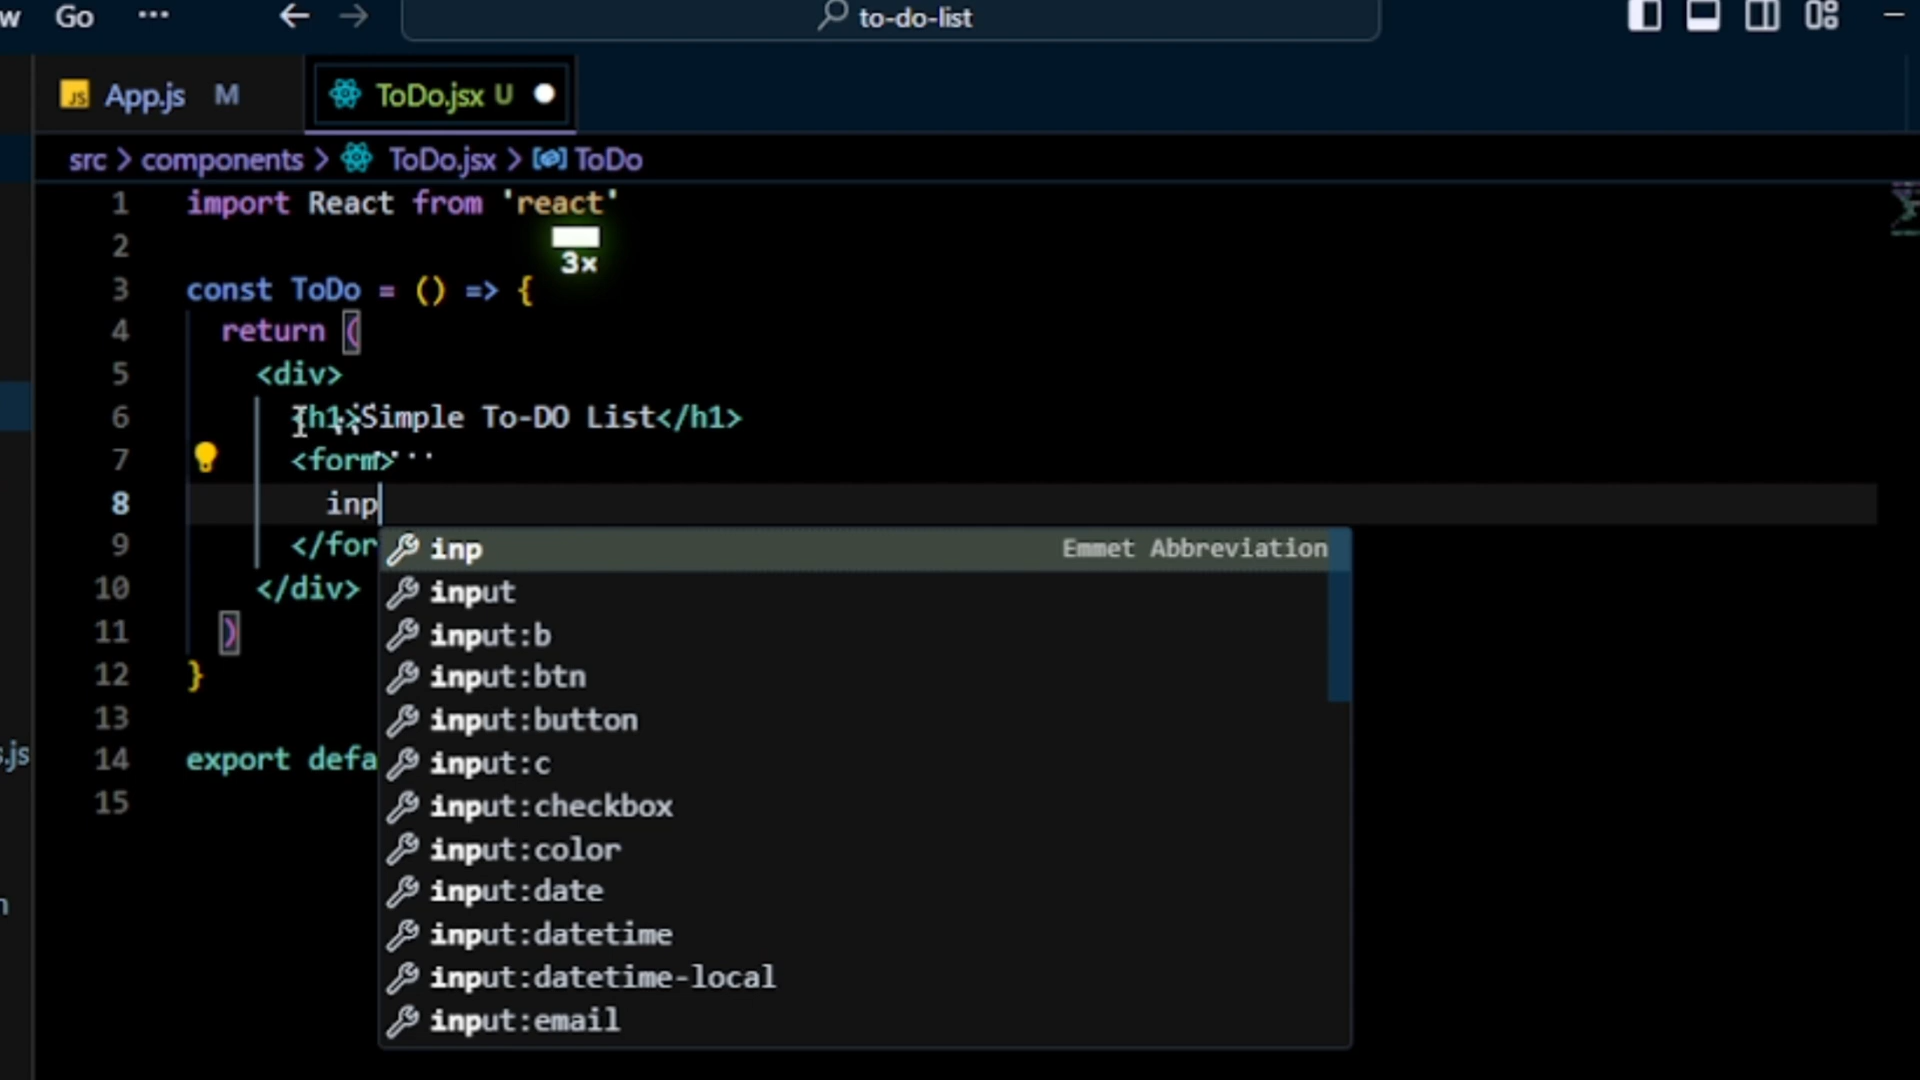 w Go ···
to-do-list
JS App.js M
ToDo.jsx U
src > components > ToDo.jsx > ToDo
1 import React from 'react'
2
3×
3 const ToDo = () => {
4 return (
5 <div>
6 <h1>Simple To-DO List</h1>
7 <form>
8 inp
9 </for
inp Emmet Abbreviation
input
10 </div>
input:b
11 )
input:btn
12 }
input:button
13
input:c
14 export defa
input:checkbox
15
input:color
input:date
input:datetime
input:datetime-local
input:email
s.js
n